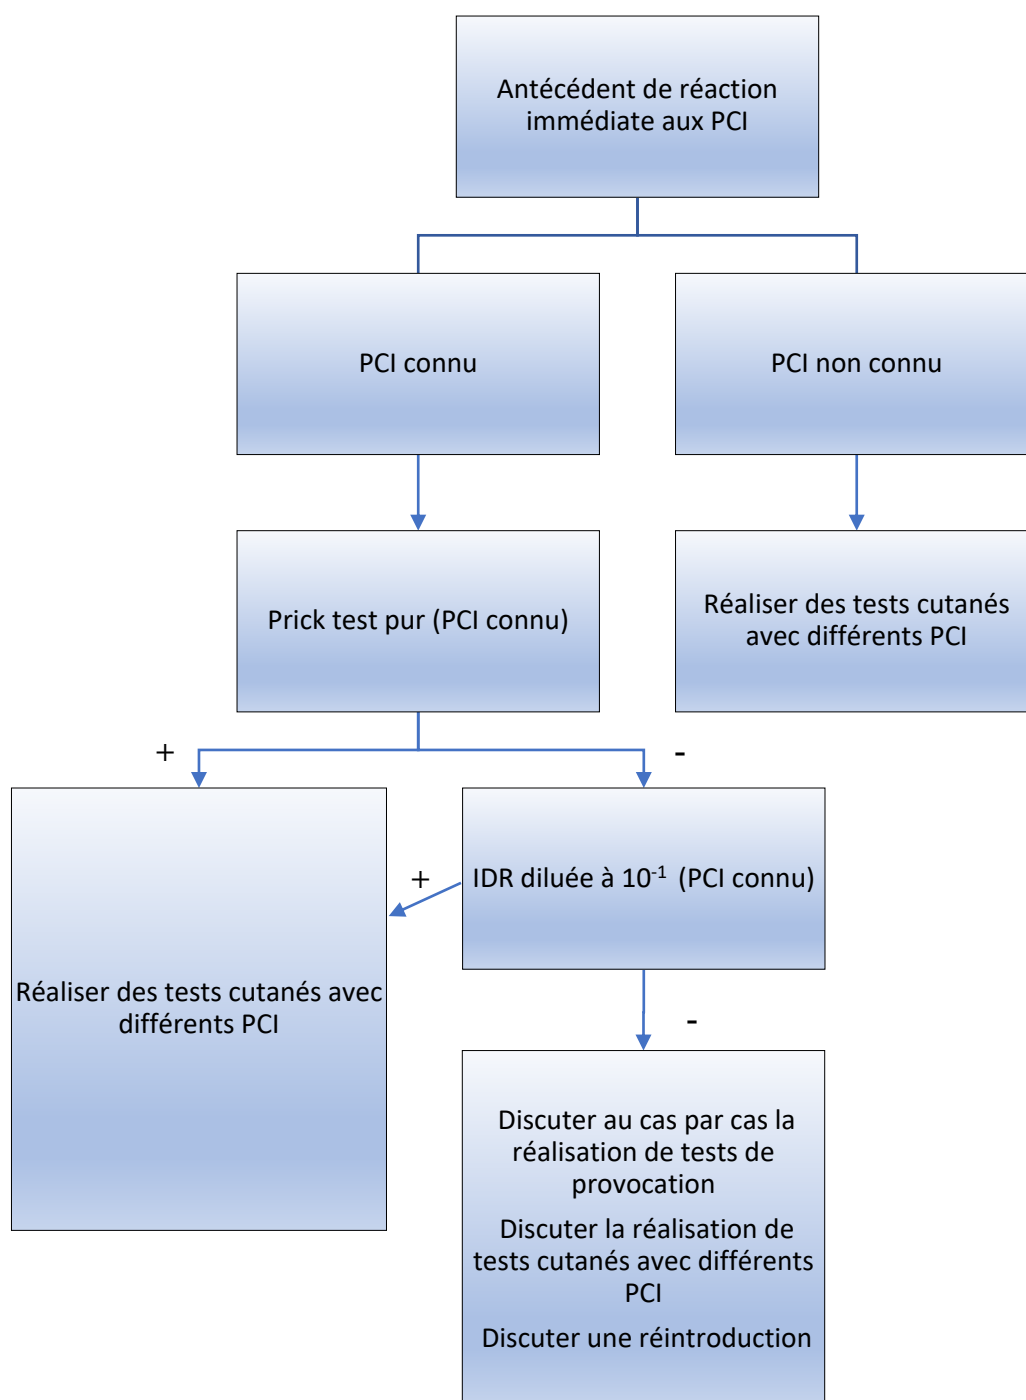 Antécédent de réaction
immédiate aux PCI
PCI connu
PCI non connu
Prick test pur (PCI connu)
Réaliser des tests cutanés
avec différents PCI
+
-
IDR diluée à 10⁻¹ (PCI connu)
+
Réaliser des tests cutanés avec
différents PCI
-
Discuter au cas par cas la
réalisation de tests de
provocation
Discuter la réalisation de
tests cutanés avec différents
PCI
Discuter une réintroduction